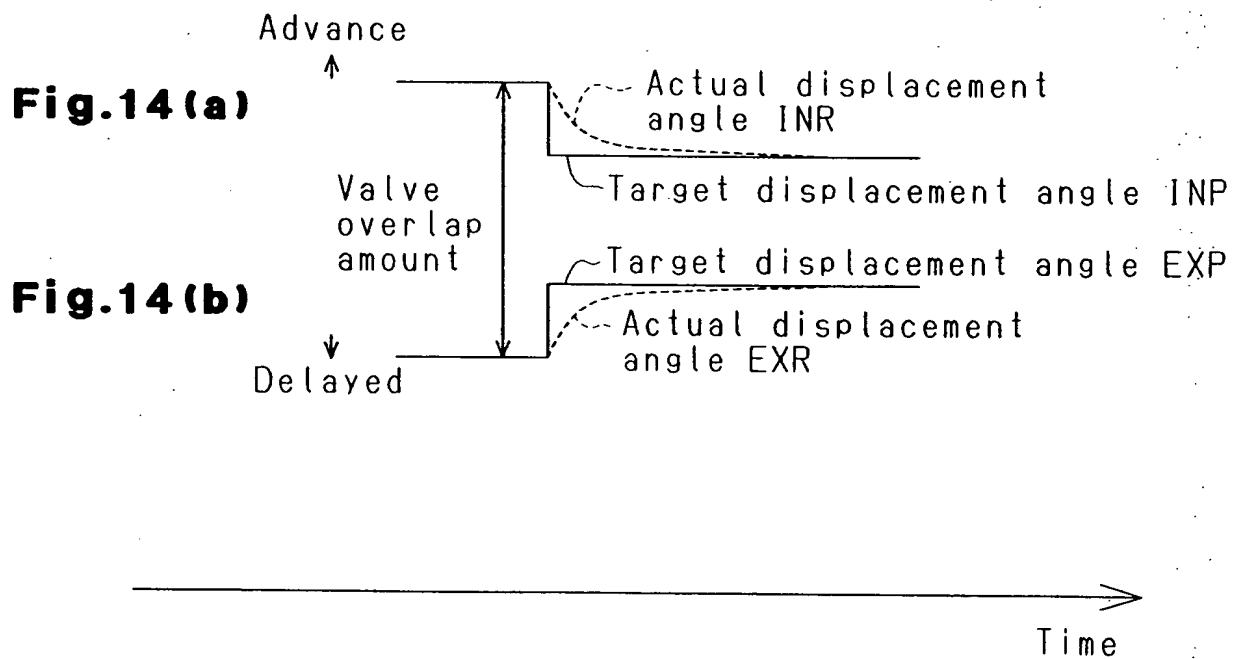 Advance
Fig.14(a)
Actual displacement
angle INR
Valve
overlap
amount
Target displacement angle INP
Target displacement angle EXP
Fig.14(b)
Actual displacement
angle EXR
Delayed
Time